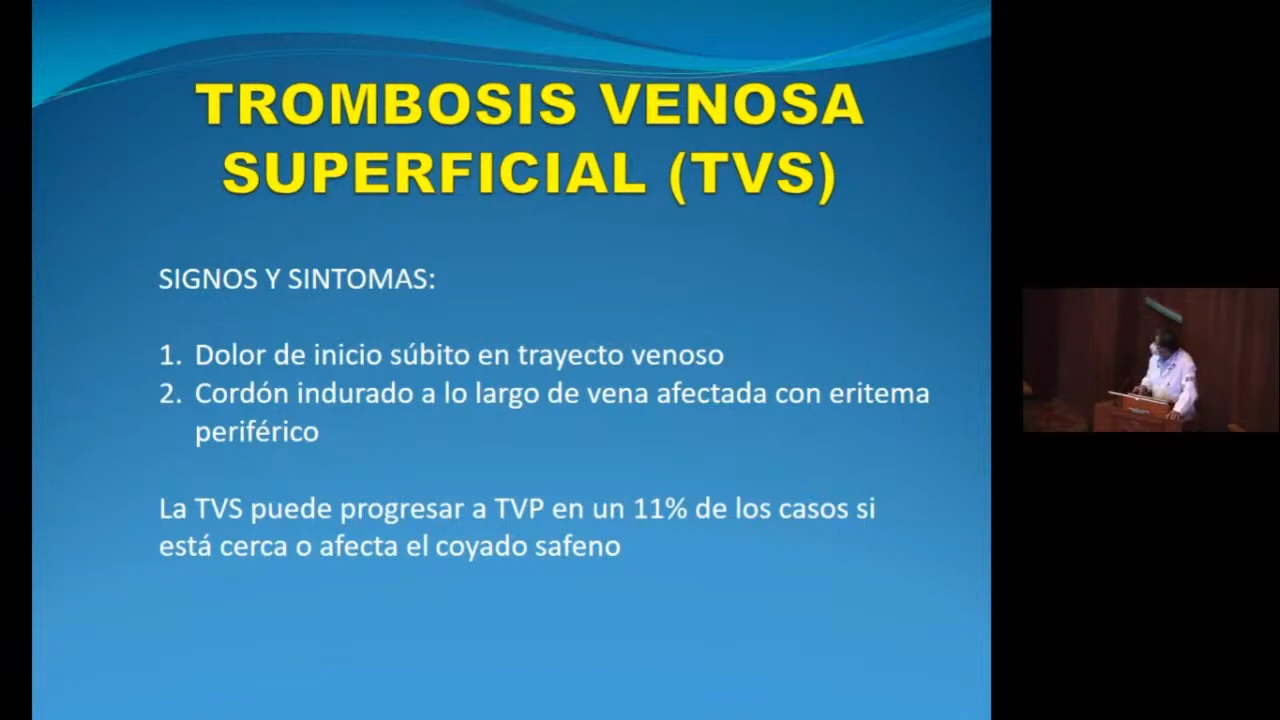 TROMBOSIS VENOSA
SUPERFICIAL (TVS)
SIGNOS Y SINTOMAS:
1. Dolor de inicio súbito en trayecto venoso
2. Cordón indurado a lo largo de vena afectada con eritema
periférico
La TVS puede progresar a TVP en un 11% de los casos si
está cerca o afecta el coyado safeno